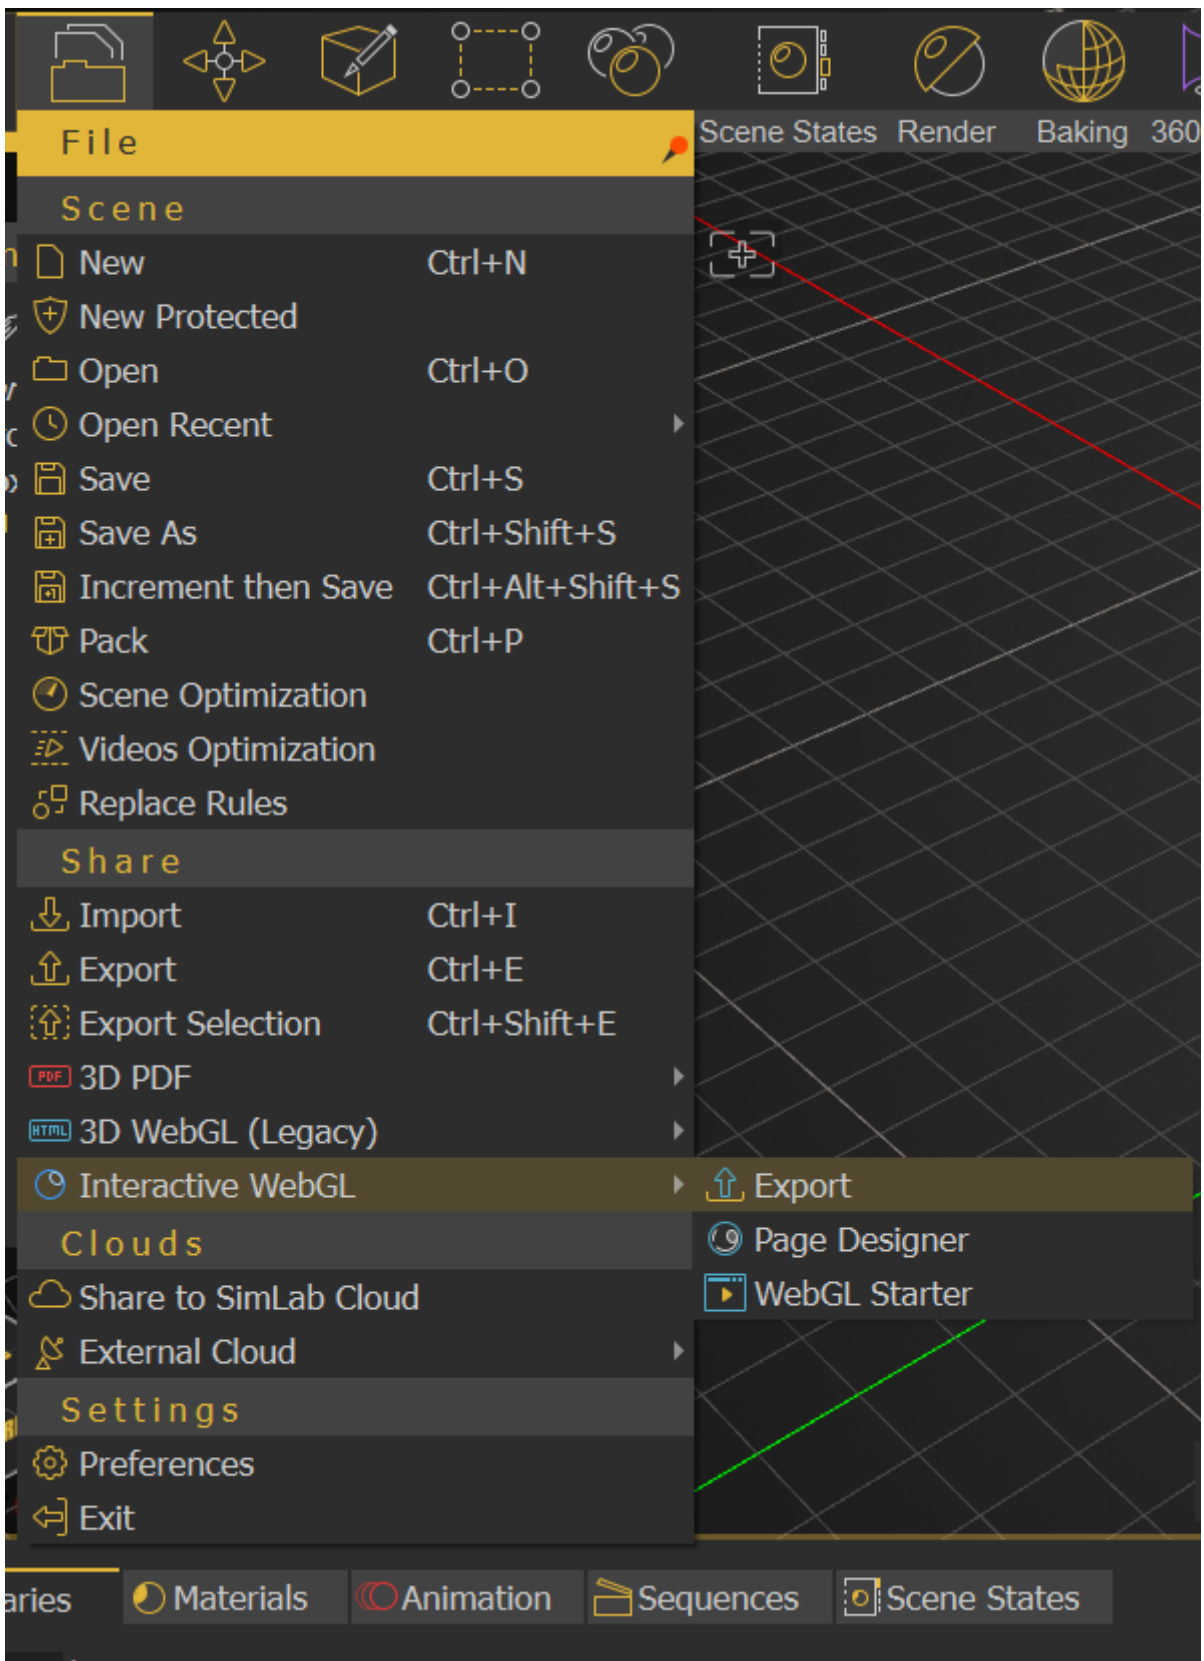 File
Scene States Render Baking 360
Scene
New Ctrl+N
New Protected
Open Ctrl+O
Open Recent
Save Ctrl+S
Save As Ctrl+Shift+S
Increment then Save Ctrl+Alt+Shift+S
Pack Ctrl+P
Scene Optimization
Videos Optimization
Replace Rules
Share
Import Ctrl+I
Export Ctrl+E
Export Selection Ctrl+Shift+E
PDF 3D PDF
HTML 3D WebGL (Legacy)
Interactive WebGL
Export
Page Designer
WebGL Starter
Clouds
Share to SimLab Cloud
External Cloud
Settings
Preferences
Exit
aries Materials Animation Sequences Scene States